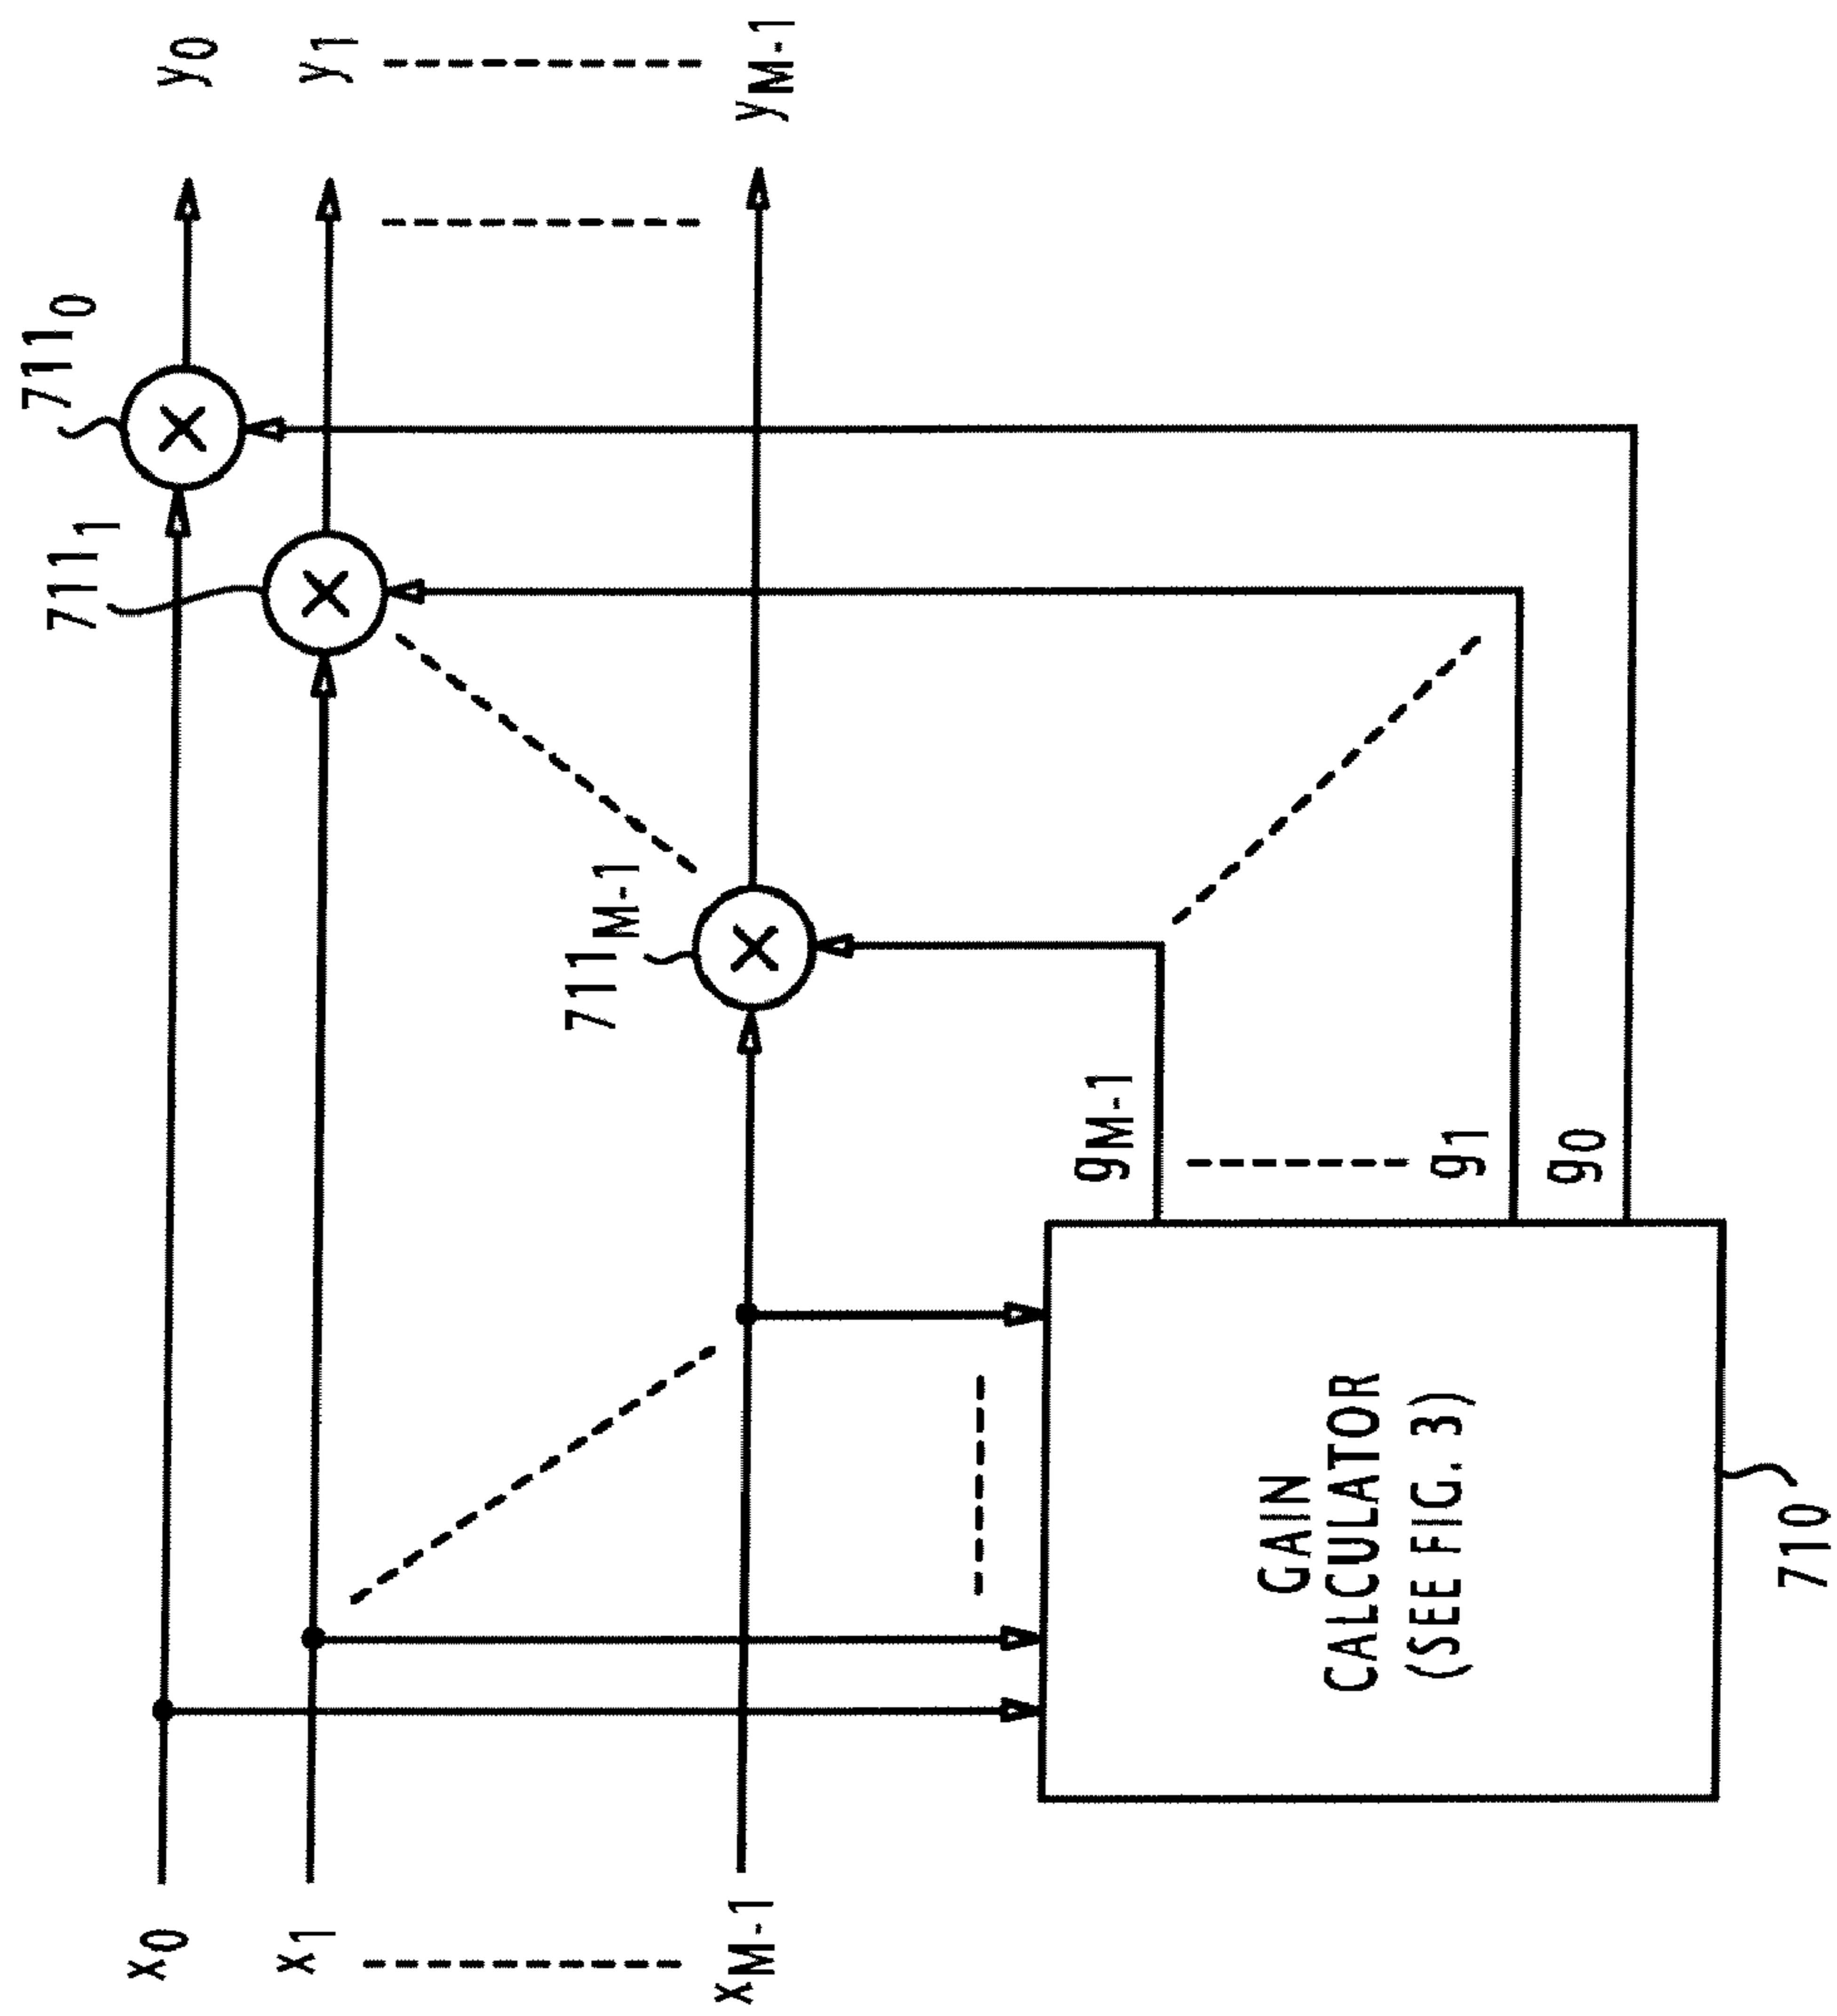 x0
x1
xM-1
7110
7111
711M-1
y0
y1
yM-1
gM-1
g1
g0
GAIN
CALCULATOR
(SEE FIG. 3)
710